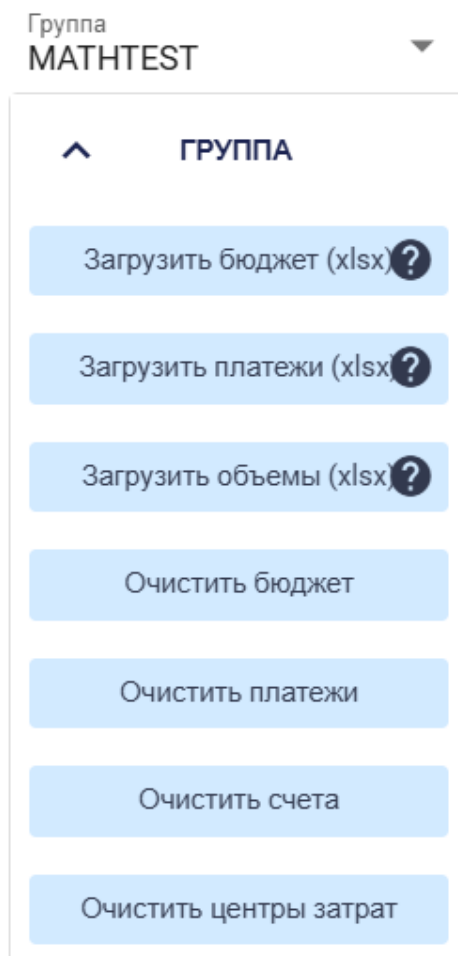 Группа
MATHTEST
ГРУППА
Загрузить бюджет (xlsx)
Загрузить платежи (xlsx)
Загрузить объемы (xlsx)
Очистить бюджет
Очистить платежи
Очистить счета
Очистить центры затрат